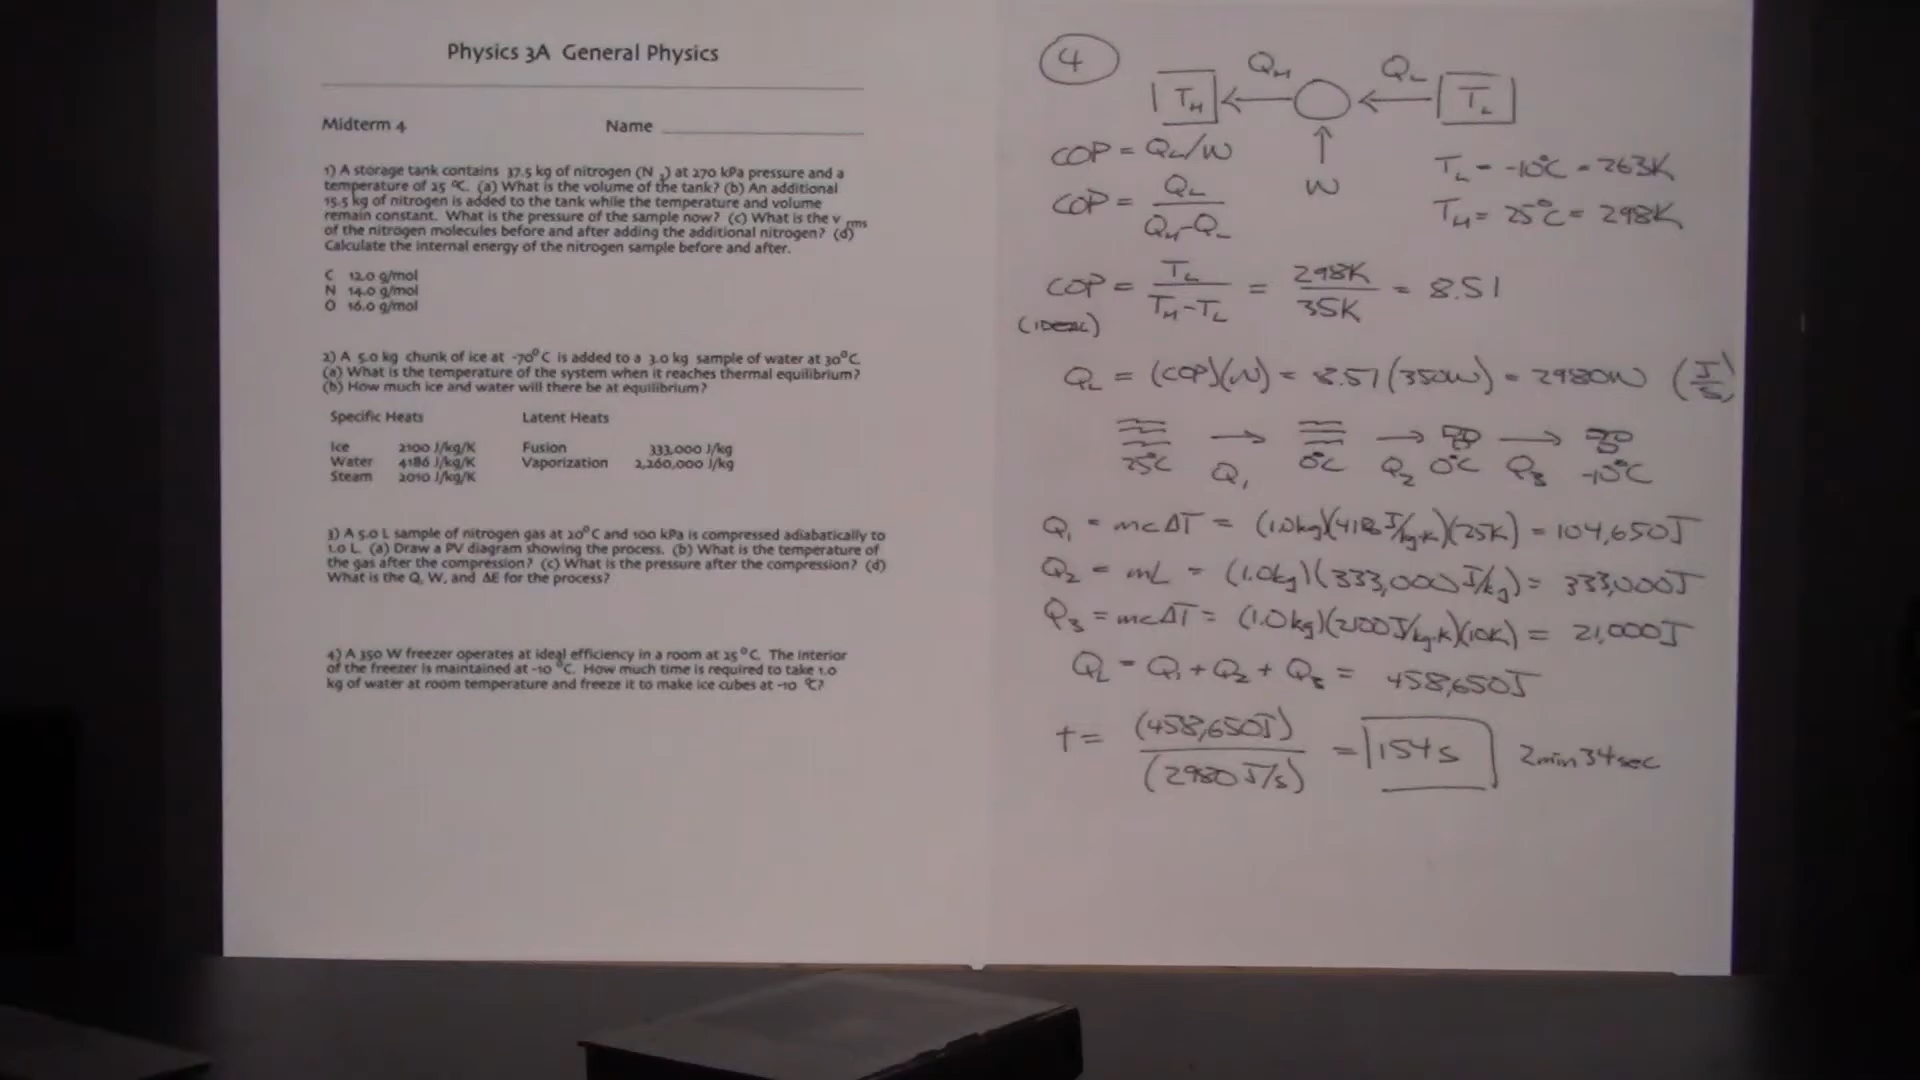 Physics 3A General Physics
Midterm 4 Name
1) A storage tank contains 37.5 kg of nitrogen (N2) at 270 kPa pressure and a
temperature of 25 °C. (a) What is the volume of the tank? (b) An additional
15.5 kg of nitrogen is added to the tank while the temperature and volume
remain constant. What is the pressure of the sample now? (c) What is the v rms
of the nitrogen molecules before and after adding the additional nitrogen? (d)
Calculate the internal energy of the nitrogen sample before and after.
C 12.0 g/mol
N 14.0 g/mol
O 16.0 g/mol
2) A 5.0 kg chunk of ice at -70°C is added to a 3.0 kg sample of water at 30°C.
(a) What is the temperature of the system when it reaches thermal equilibrium?
(b) How much ice and water will there be at equilibrium?
Specific Heats Latent Heats
Ice 2100 J/kg/K Fusion 333,000 J/kg
Water 4186 J/kg/K Vaporization 2,260,000 J/kg
Steam 2010 J/kg/K
3) A 5.0 L sample of nitrogen gas at 20°C and 100 kPa is compressed adiabatically to
1.0 L. (a) Draw a PV diagram showing the process. (b) What is the temperature of
the gas after the compression? (c) What is the pressure after the compression? (d)
What is the Q, W, and ΔE for the process?
4) A 350 W freezer operates at ideal efficiency in a room at 25 °C. The interior
of the freezer is maintained at -10 °C. How much time is required to take 1.0
kg of water at room temperature and freeze it to make ice cubes at -10 °C?
4
QH QL
TH TL
W
COP = QL/W
TL = -10°C = 263K
COP = QL / QH-QL
TH = 25°C = 298K
COP = TL / TH-TL = 298K / 35K = 8.51
(IDEAL)
QL = (COP)(W) = 8.51(350W) = 2980W (J/s)
25°C → 0°C → 0°C → -10°C
Q1 Q2 Q3
Q1 = mcΔT = (1.0kg)(4186 J/kg·K)(25K) = 104,650J
Q2 = mL = (1.0kg)(333,000 J/kg) = 333,000J
Q3 = mcΔT = (1.0kg)(2100J/kg·K)(10K) = 21,000J
QL = Q1 + Q2 + Q3 = 458,650J
t = (458,650J) / (2980 J/s) = 154s 2min 34sec